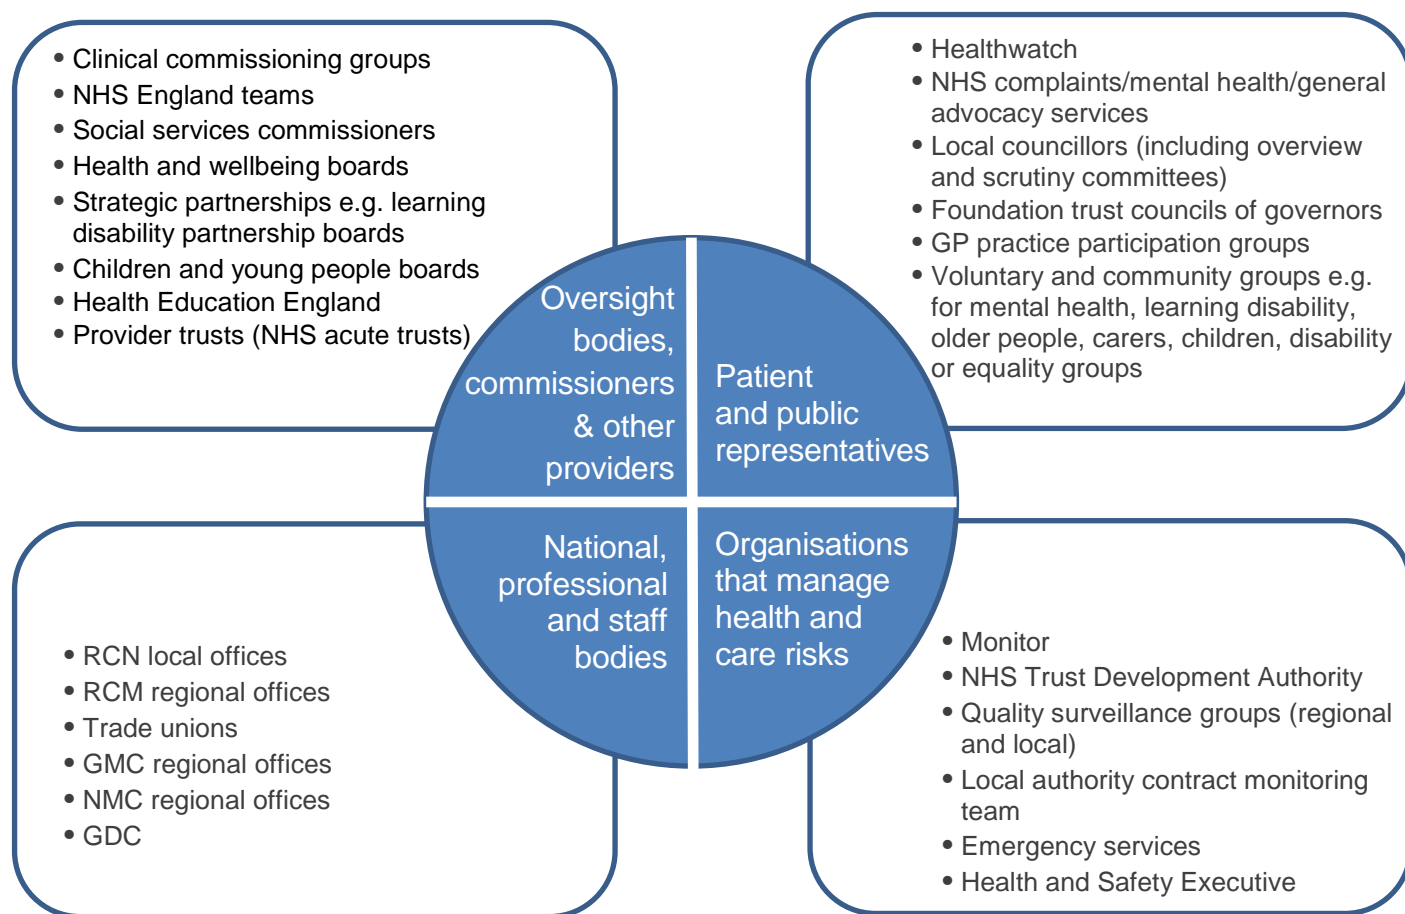 • Clinical commissioning groups
• NHS England teams
• Social services commissioners
• Health and wellbeing boards
• Strategic partnerships e.g. learning
disability partnership boards
• Children and young people boards
• Health Education England
• Provider trusts (NHS acute trusts)
• Healthwatch
• NHS complaints/mental health/general
advocacy services
• Local councillors (including overview
and scrutiny committees)
• Foundation trust councils of governors
• GP practice participation groups
• Voluntary and community groups e.g.
for mental health, learning disability,
older people, carers, children, disability
or equality groups
Oversight
bodies,
commissioners
& other
providers
Patient
and public
representatives
National,
professional
and staff
bodies
Organisations
that manage
health and
care risks
• RCN local offices
• RCM regional offices
• Trade unions
• GMC regional offices
• NMC regional offices
• GDC
• Monitor
• NHS Trust Development Authority
• Quality surveillance groups (regional
and local)
• Local authority contract monitoring
team
• Emergency services
• Health and Safety Executive